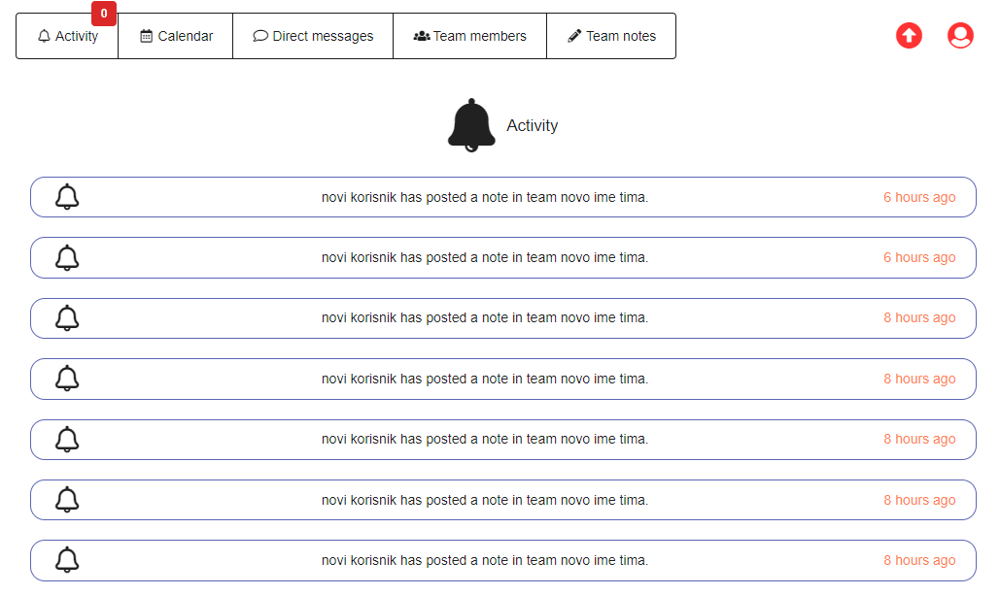 0
Activity Calendar Direct messages Team members Team notes
Activity
novi korisnik has posted a note in team novo ime tima. 6 hours ago
novi korisnik has posted a note in team novo ime tima. 6 hours ago
novi korisnik has posted a note in team novo ime tima. 8 hours ago
novi korisnik has posted a note in team novo ime tima. 8 hours ago
novi korisnik has posted a note in team novo ime tima. 8 hours ago
novi korisnik has posted a note in team novo ime tima. 8 hours ago
novi korisnik has posted a note in team novo ime tima. 8 hours ago